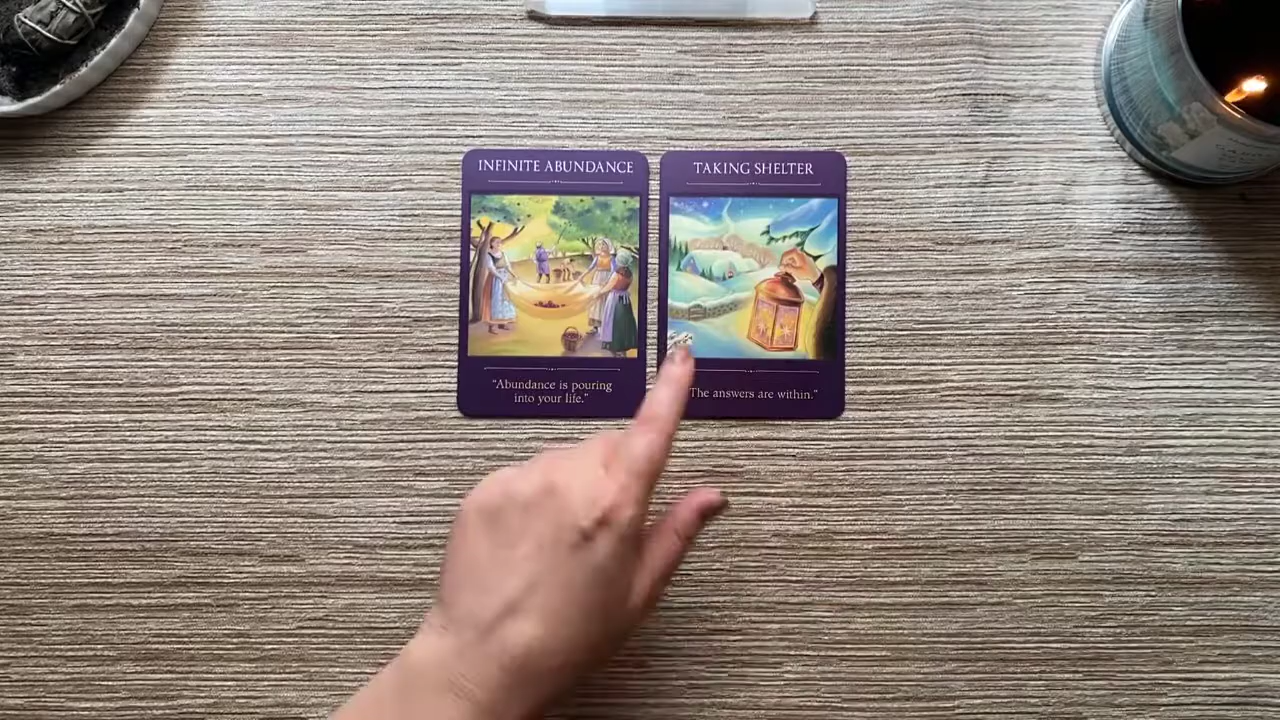 INFINITE ABUNDANCE
"Abundance is pouring
into your life."
TAKING SHELTER
"The answers are within."